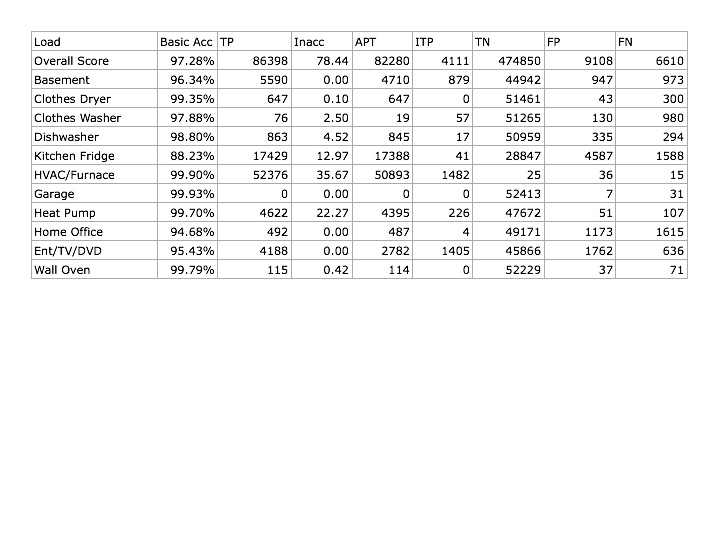 Load Basic Acc TP Inacc APT ITP TN FP FN
Overall Score 97.28% 86398 78.44 82280 4111 474850 9108 6610
Basement 96.34% 5590 0.00 4710 879 44942 947 973
Clothes Dryer 99.35% 647 0.10 647 0 51461 43 300
Clothes Washer 97.88% 76 2.50 19 57 51265 130 980
Dishwasher 98.80% 863 4.52 845 17 50959 335 294
Kitchen Fridge 88.23% 17429 12.97 17388 41 28847 4587 1588
HVAC/Furnace 99.90% 52376 35.67 50893 1482 25 36 15
Garage 99.93% 0 0.00 0 0 52413 7 31
Heat Pump 99.70% 4622 22.27 4395 226 47672 51 107
Home Office 94.68% 492 0.00 487 4 49171 1173 1615
Ent/TV/DVD 95.43% 4188 0.00 2782 1405 45866 1762 636
Wall Oven 99.79% 115 0.42 114 0 52229 37 71